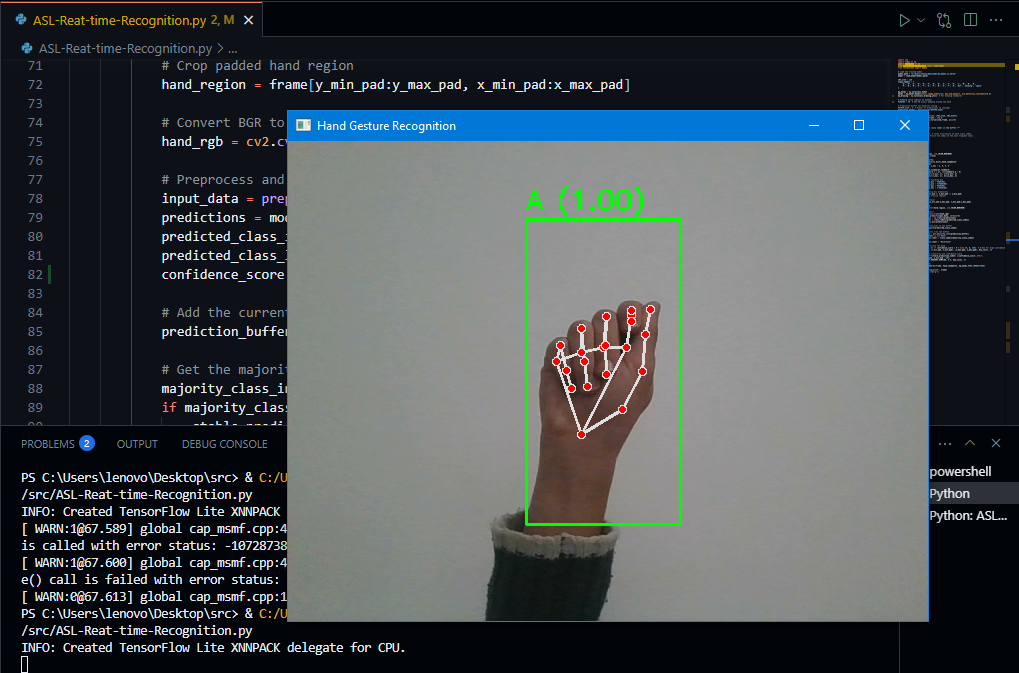 ASL-Reat-time-Recognition.py 2, M
ASL-Reat-time-Recognition.py > ...
71 # Crop padded hand region
72 hand_region = frame[y_min_pad:y_max_pad, x_min_pad:x_max_pad]
73
74 # Convert BGR to
75 hand_rgb = cv2.cv
76
77 # Preprocess and
78 input_data = prep
79 predictions = mod
80 predicted_class_i
81 predicted_class_l
82 confidence_score
83
84 # Add the current
85 prediction_buffer
86
87 # Get the majorit
88 majority_class_in
89 if majority_class
90 stable_predi
Hand Gesture Recognition
A (1.00)
PROBLEMS 2 OUTPUT DEBUG CONSOLE
PS C:\Users\lenovo\Desktop\src> & C:/U
/src/ASL-Reat-time-Recognition.py
INFO: Created TensorFlow Lite XNNPACK
[ WARN:1@67.589] global cap_msmf.cpp:4
is called with error status: -10728738
[ WARN:1@67.600] global cap_msmf.cpp:4
e() call is failed with error status:
[ WARN:0@67.613] global cap_msmf.cpp:1
PS C:\Users\lenovo\Desktop\src> & C:/U
/src/ASL-Reat-time-Recognition.py
INFO: Created TensorFlow Lite XNNPACK delegate for CPU.
powershell
Python
Python: ASL...